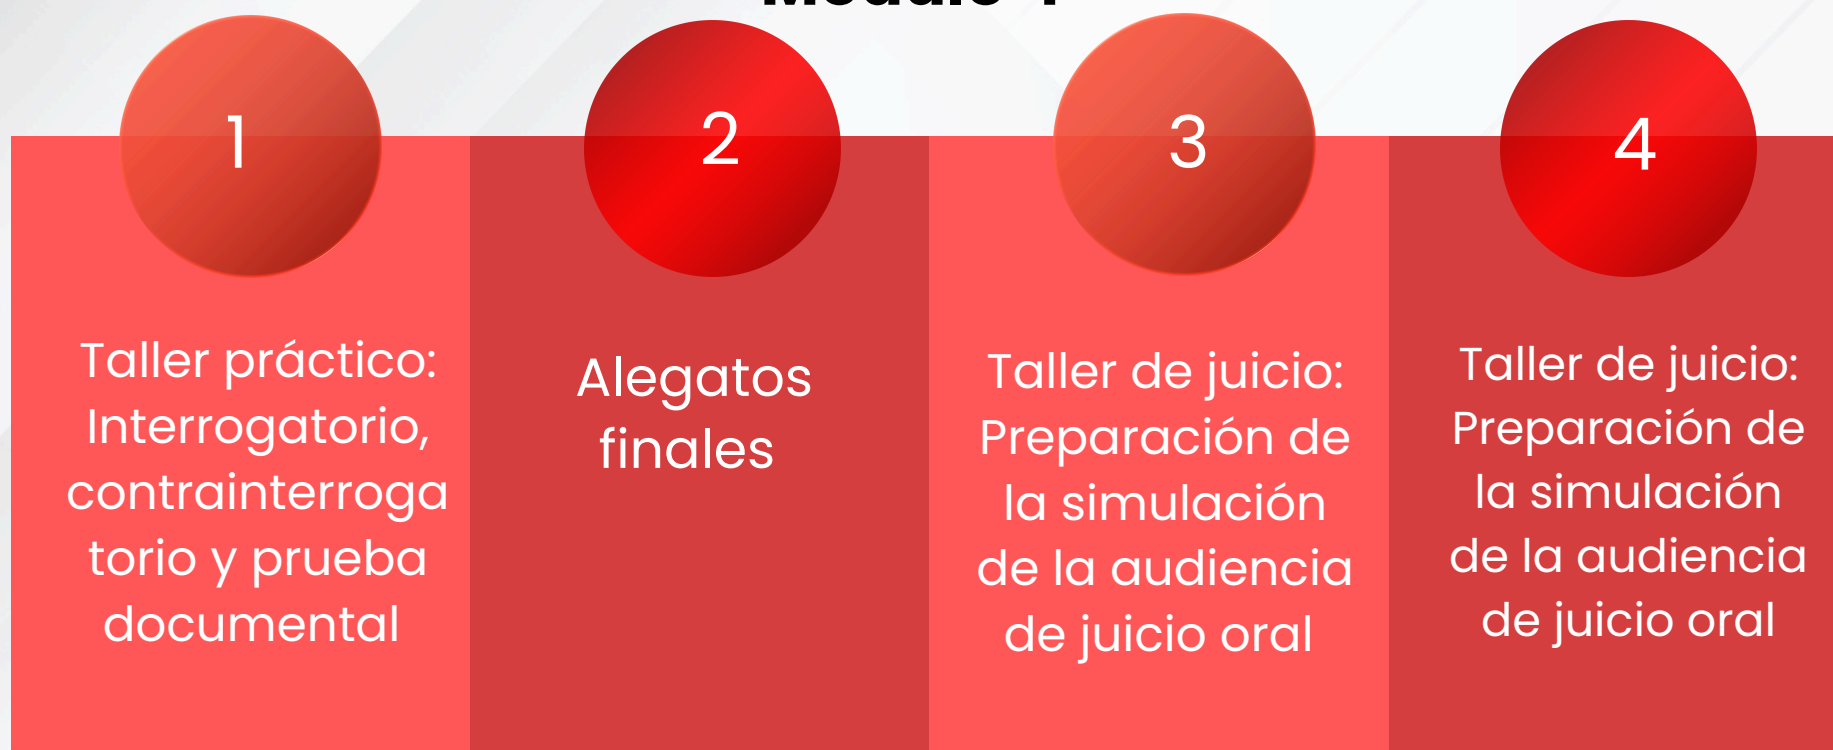 1
Taller práctico:
Interrogatorio,
contrainterroga
torio y prueba
documental
2
Alegatos
finales
3
Taller de juicio:
Preparación de
la simulación
de la audiencia
de juicio oral
4
Taller de juicio:
Preparación de
la simulación
de la audiencia
de juicio oral